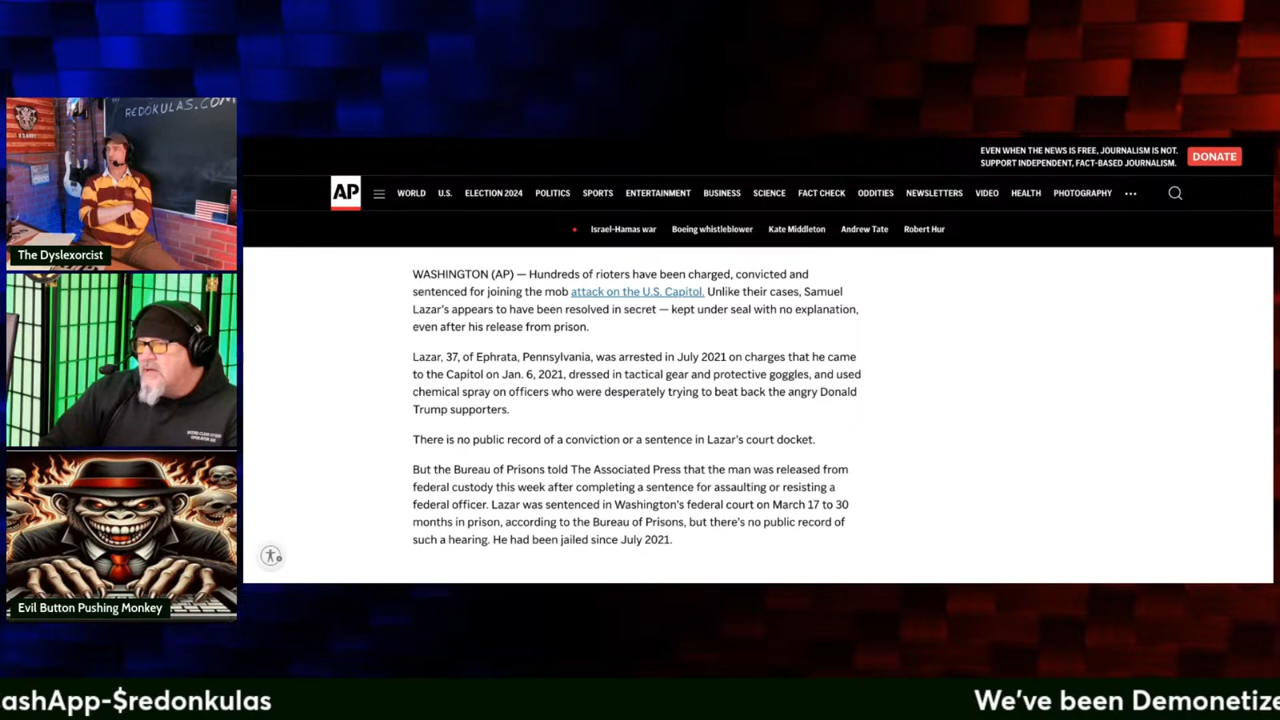 REDOKULAS.COM
The Dyslexorcist
Evil Button Pushing Monkey
EVEN WHEN THE NEWS IS FREE, JOURNALISM IS NOT.
SUPPORT INDEPENDENT, FACT-BASED JOURNALISM.
DONATE
AP
WORLD U.S. ELECTION 2024 POLITICS SPORTS ENTERTAINMENT BUSINESS SCIENCE FACT CHECK ODDITIES NEWSLETTERS VIDEO HEALTH PHOTOGRAPHY
Israel-Hamas war Boeing whistleblower Kate Middleton Andrew Tate Robert Hur
WASHINGTON (AP) — Hundreds of rioters have been charged, convicted and
sentenced for joining the mob attack on the U.S. Capitol. Unlike their cases, Samuel
Lazar's appears to have been resolved in secret — kept under seal with no explanation,
even after his release from prison.
Lazar, 37, of Ephrata, Pennsylvania, was arrested in July 2021 on charges that he came
to the Capitol on Jan. 6, 2021, dressed in tactical gear and protective goggles, and used
chemical spray on officers who were desperately trying to beat back the angry Donald
Trump supporters.
There is no public record of a conviction or a sentence in Lazar's court docket.
But the Bureau of Prisons told The Associated Press that the man was released from
federal custody this week after completing a sentence for assaulting or resisting a
federal officer. Lazar was sentenced in Washington's federal court on March 17 to 30
months in prison, according to the Bureau of Prisons, but there's no public record of
such a hearing. He had been jailed since July 2021.
ashApp-$redonkulas
We've been Demonetize